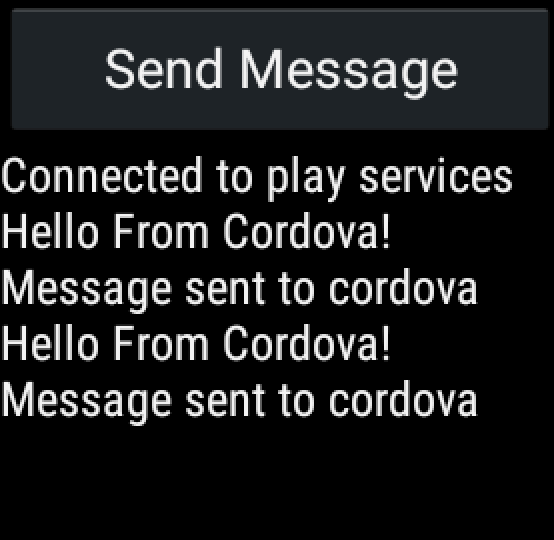 Send Message
Connected to play services
Hello From Cordova!
Message sent to cordova
Hello From Cordova!
Message sent to cordova